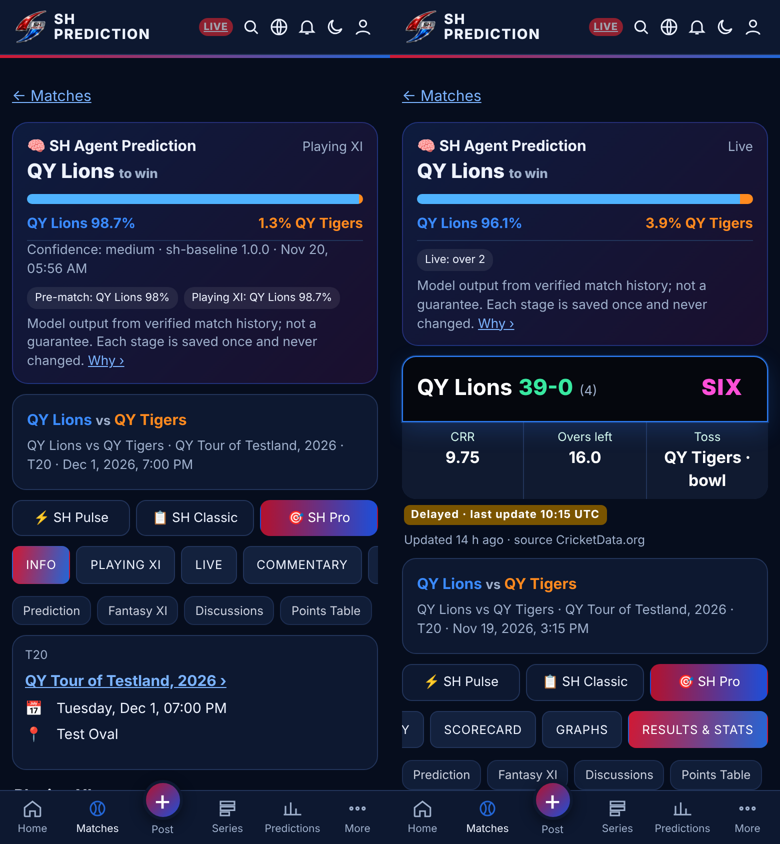 SH
PREDICTION
LIVE
← Matches
🧠 SH Agent Prediction
Playing XI
QY Lions to win
QY Lions 98.7%
1.3% QY Tigers
Confidence: medium · sh-baseline 1.0.0 · Nov 20,
05:56 AM
Pre-match: QY Lions 98%
Playing XI: QY Lions 98.7%
Model output from verified match history; not a
guarantee. Each stage is saved once and never
changed. Why ›
QY Lions vs QY Tigers
QY Lions vs QY Tigers · QY Tour of Testland, 2026 ·
T20 · Dec 1, 2026, 7:00 PM
⚡ SH Pulse
📋 SH Classic
🎯 SH Pro
INFO
PLAYING XI
LIVE
COMMENTARY
Prediction
Fantasy XI
Discussions
Points Table
T20
QY Tour of Testland, 2026 ›
📅 Tuesday, Dec 1, 07:00 PM
📍 Test Oval
Home
Matches
Post
Series
Predictions
More
SH
PREDICTION
LIVE
← Matches
🧠 SH Agent Prediction
Live
QY Lions to win
QY Lions 96.1%
3.9% QY Tigers
Live: over 2
Model output from verified match history; not a
guarantee. Each stage is saved once and never
changed. Why ›
QY Lions 39-0 (4)
SIX
CRR
9.75
Overs left
16.0
Toss
QY Tigers ·
bowl
Delayed · last update 10:15 UTC
Updated 14 h ago · source CricketData.org
QY Lions vs QY Tigers
QY Lions vs QY Tigers · QY Tour of Testland, 2026 ·
T20 · Nov 19, 2026, 3:15 PM
⚡ SH Pulse
📋 SH Classic
🎯 SH Pro
Y
SCORECARD
GRAPHS
RESULTS & STATS
Prediction
Fantasy XI
Discussions
Points Table
Home
Matches
Post
Series
Predictions
More